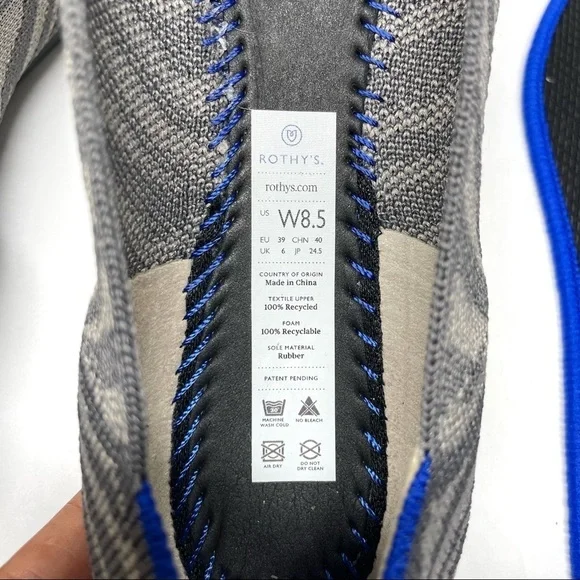 ROTHY'S.
rothys.com
US W8.5
EU 39 CHN 40
UK 6 JP 24.5
COUNTRY OF ORIGIN
Made in China
TEXTILE UPPER
100% Recycled
FOAM
100% Recyclable
SOLE MATERIAL
Rubber
PATENT PENDING
30°
MACHINE WASH COLD
NO BLEACH
AIR DRY
DO NOT DRY CLEAN